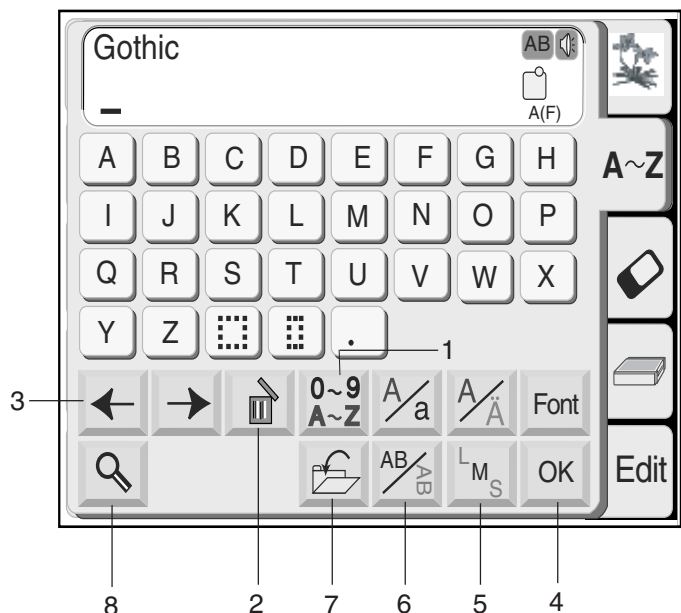 Gothic
AB
A(F)
A B C D E F G H
A~Z
I J K L M N O P
Q R S T U V W X
Y Z .
1
3
0~9
A~Z
A/a
A/Ä
Font
AB/AB
L M S
OK
Edit
8 2 7 6 5 4